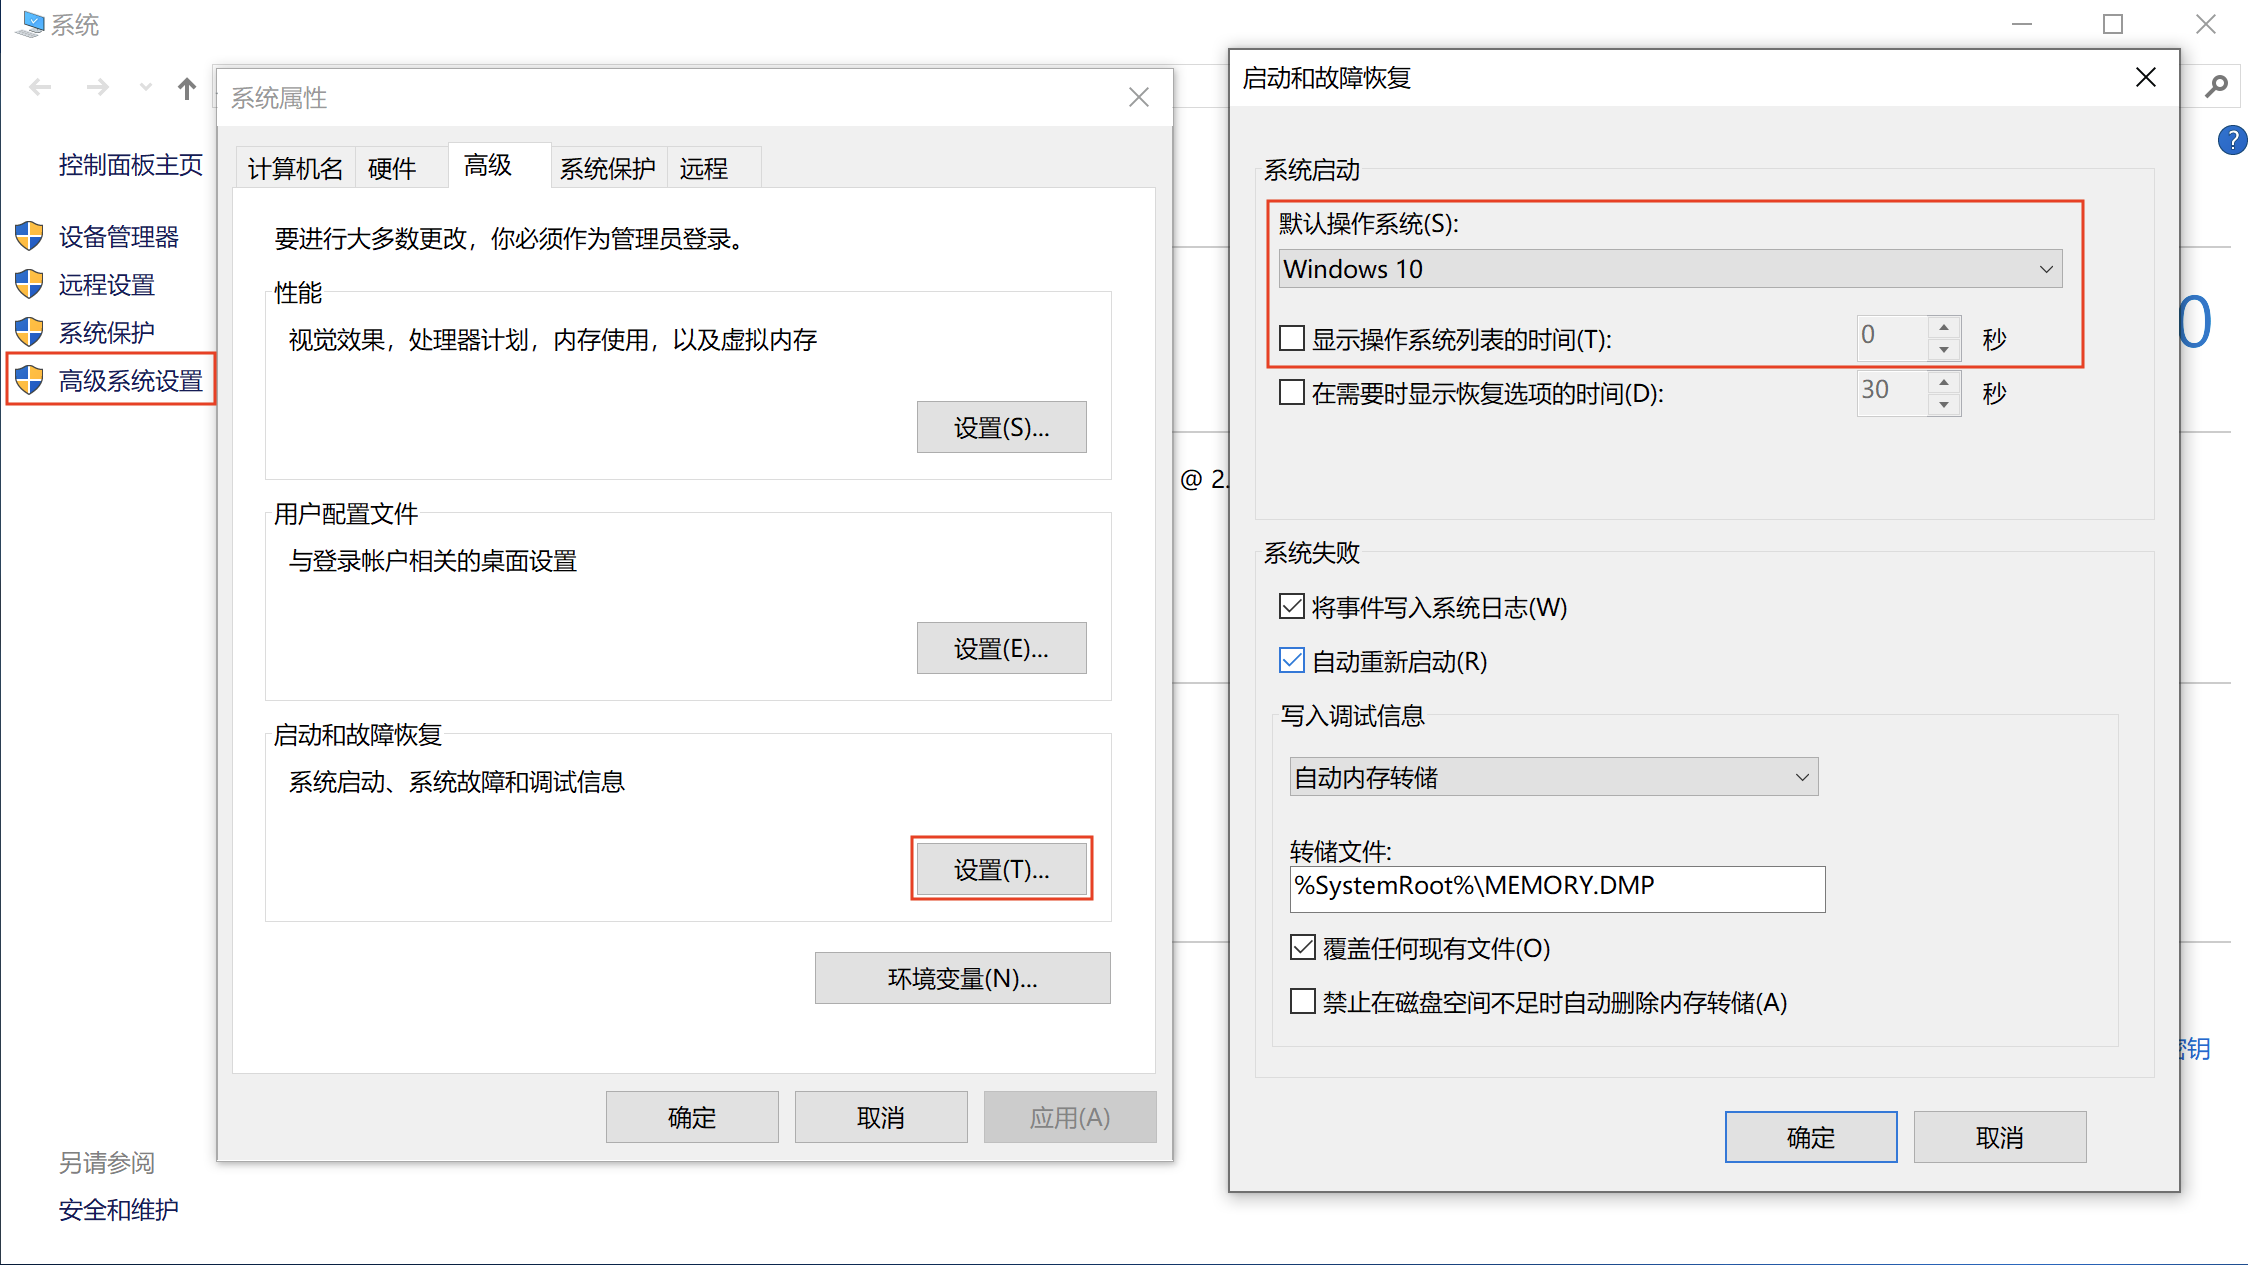 系统
控制面板主页
设备管理器
远程设置
系统保护
高级系统设置
另请参阅
安全和维护
系统属性
计算机名 硬件 高级 系统保护 远程
要进行大多数更改，你必须作为管理员登录。
性能
视觉效果，处理器计划，内存使用，以及虚拟内存
设置(S)...
用户配置文件
与登录帐户相关的桌面设置
设置(E)...
启动和故障恢复
系统启动、系统故障和调试信息
设置(T)...
环境变量(N)...
确定 取消 应用(A)
@ 2.
启动和故障恢复
系统启动
默认操作系统(S):
Windows 10
显示操作系统列表的时间(T): 0 秒
在需要时显示恢复选项的时间(D): 30 秒
系统失败
将事件写入系统日志(W)
自动重新启动(R)
写入调试信息
自动内存转储
转储文件:
%SystemRoot%\MEMORY.DMP
覆盖任何现有文件(O)
禁止在磁盘空间不足时自动删除内存转储(A)
确定 取消
?
0
密钥